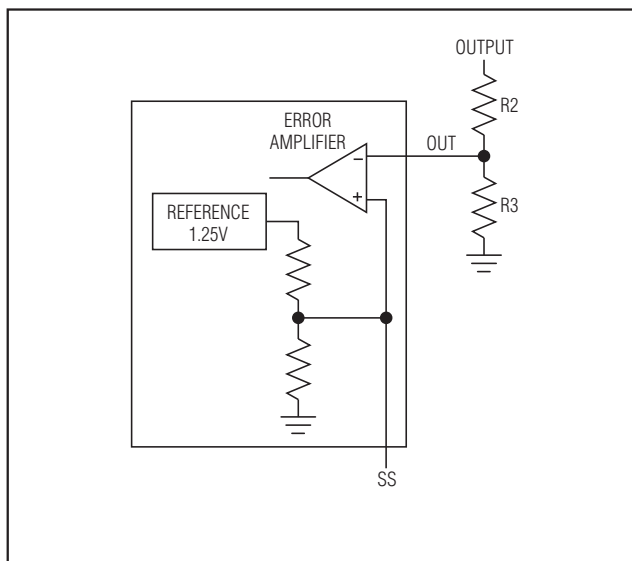 OUTPUT
R2
ERROR
AMPLIFIER
OUT
–
+
REFERENCE
1.25V
R3
SS